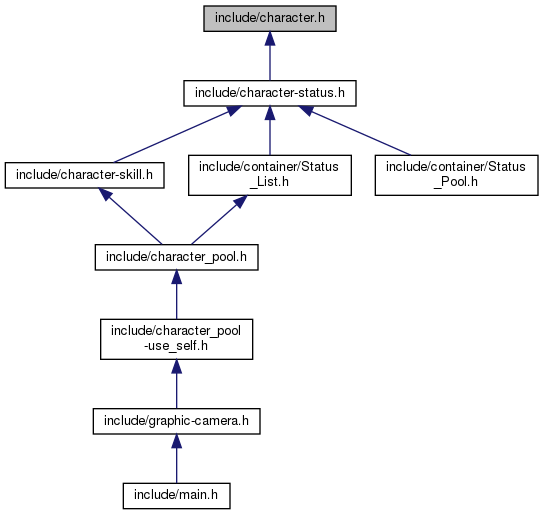 include/character.h
include/character-status.h
include/character-skill.h
include/container/Status
_List.h
include/container/Status
_Pool.h
include/character_pool.h
include/character_pool
-use_self.h
include/graphic-camera.h
include/main.h